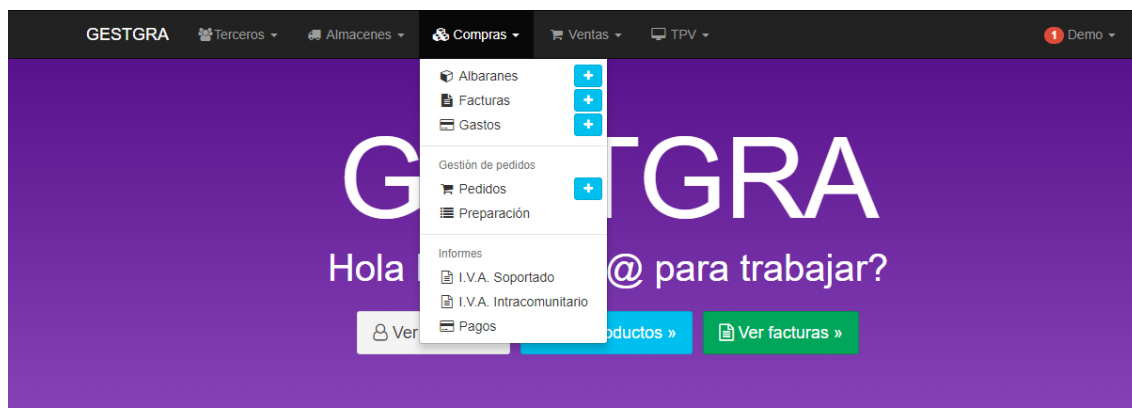 GESTGRA Terceros Almacenes Compras Ventas TPV 1 Demo
Albaranes +
Facturas +
Gastos +
Gestión de pedidos
Pedidos +
Preparación
Informes
I.V.A. Soportado
I.V.A. Intracomunitario
Pagos
G TGRA
Hola @ para trabajar?
Ver oductos » Ver facturas »